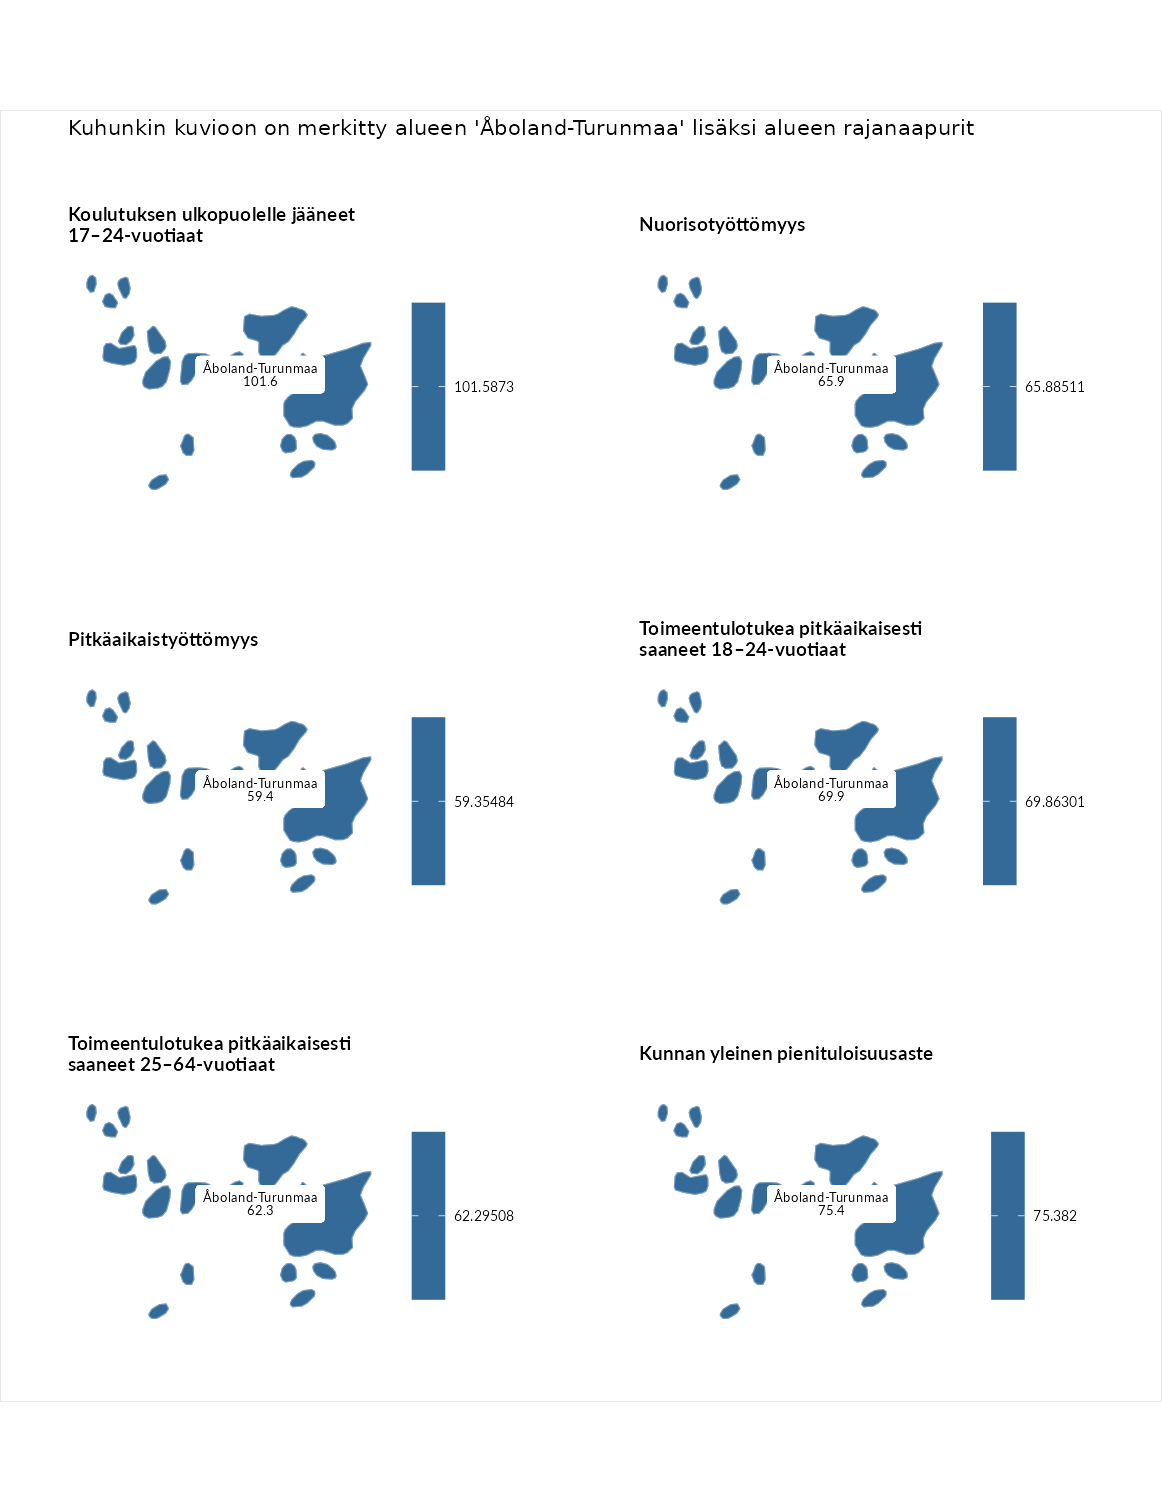 Kuhunkin kuvioon on merkitty alueen 'Åboland-Turunmaa' lisäksi alueen rajanaapurit
Koulutuksen ulkopuolelle jääneet
17–24-vuotiaat
Åboland-Turunmaa
101.6
101.5873
Nuorisotyöttömyys
Åboland-Turunmaa
65.9
65.88511
Pitkäaikaistyöttömyys
Åboland-Turunmaa
59.4
59.35484
Toimeentulotukea pitkäaikaisesti
saaneet 18–24-vuotiaat
Åboland-Turunmaa
69.9
69.86301
Toimeentulotukea pitkäaikaisesti
saaneet 25–64-vuotiaat
Åboland-Turunmaa
62.3
62.29508
Kunnan yleinen pienituloisuusaste
Åboland-Turunmaa
75.4
75.382